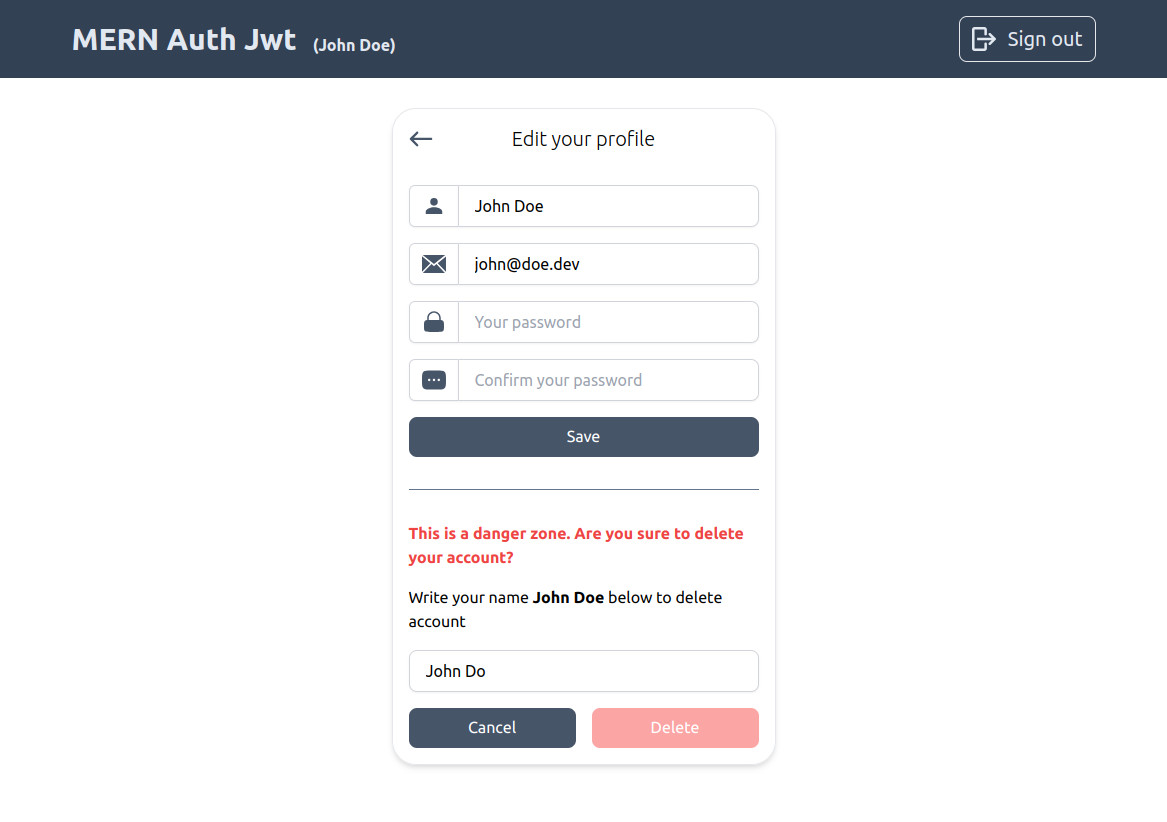 MERN Auth Jwt (John Doe) Sign out
Edit your profile
John Doe
john@doe.dev
Your password
Confirm your password
Save
This is a danger zone. Are you sure to delete
your account?
Write your name John Doe below to delete
account
John Do
Cancel Delete